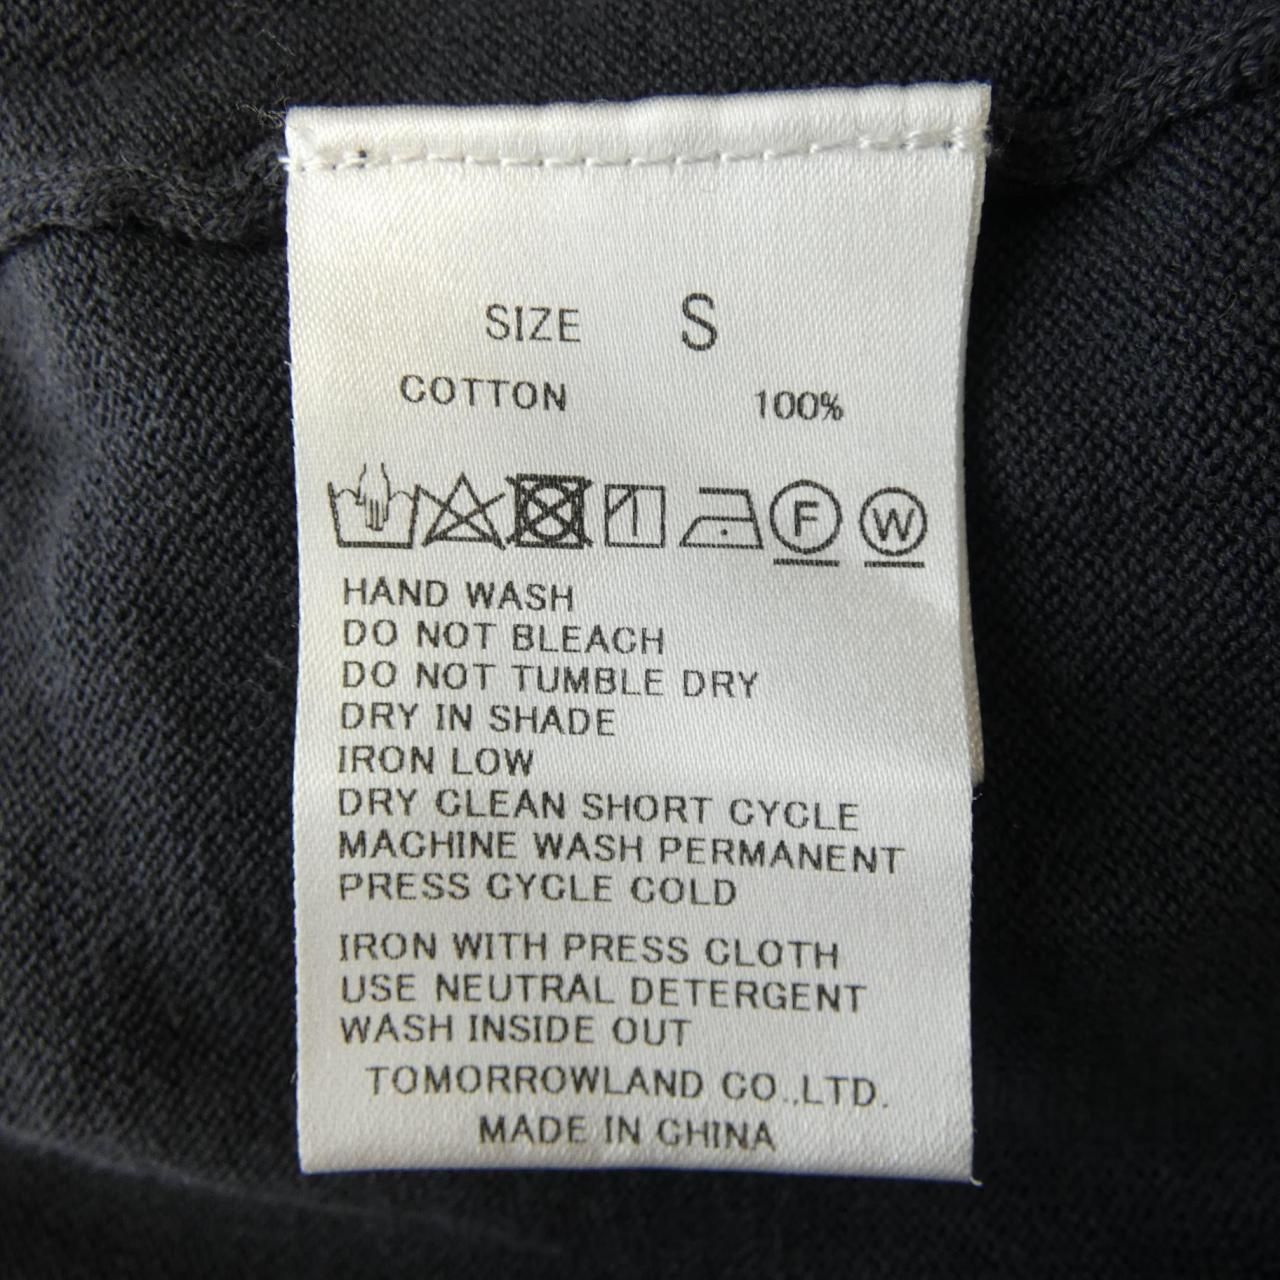 SIZE S
COTTON 100%
F W
HAND WASH
DO NOT BLEACH
DO NOT TUMBLE DRY
DRY IN SHADE
IRON LOW
DRY CLEAN SHORT CYCLE
MACHINE WASH PERMANENT
PRESS CYCLE COLD
IRON WITH PRESS CLOTH
USE NEUTRAL DETERGENT
WASH INSIDE OUT
TOMORROWLAND CO.,LTD.
MADE IN CHINA